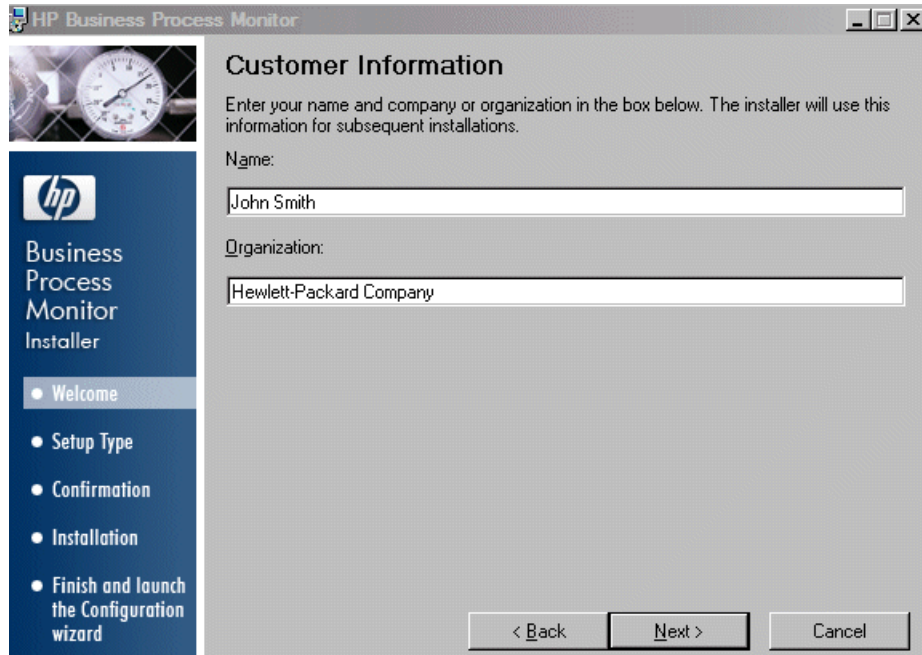 HP Business Process Monitor
Customer Information
Enter your name and company or organization in the box below. The installer will use this
information for subsequent installations.
Name:
John Smith
Organization:
Hewlett-Packard Company
hp
Business
Process
Monitor
Installer
Welcome
Setup Type
Confirmation
Installation
Finish and launch
the Configuration
wizard
< Back
Next >
Cancel